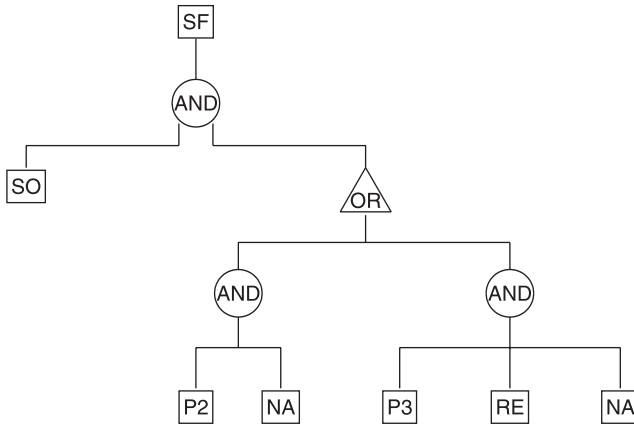 SF
AND
SO
OR
AND AND
P2 NA P3 RE NA